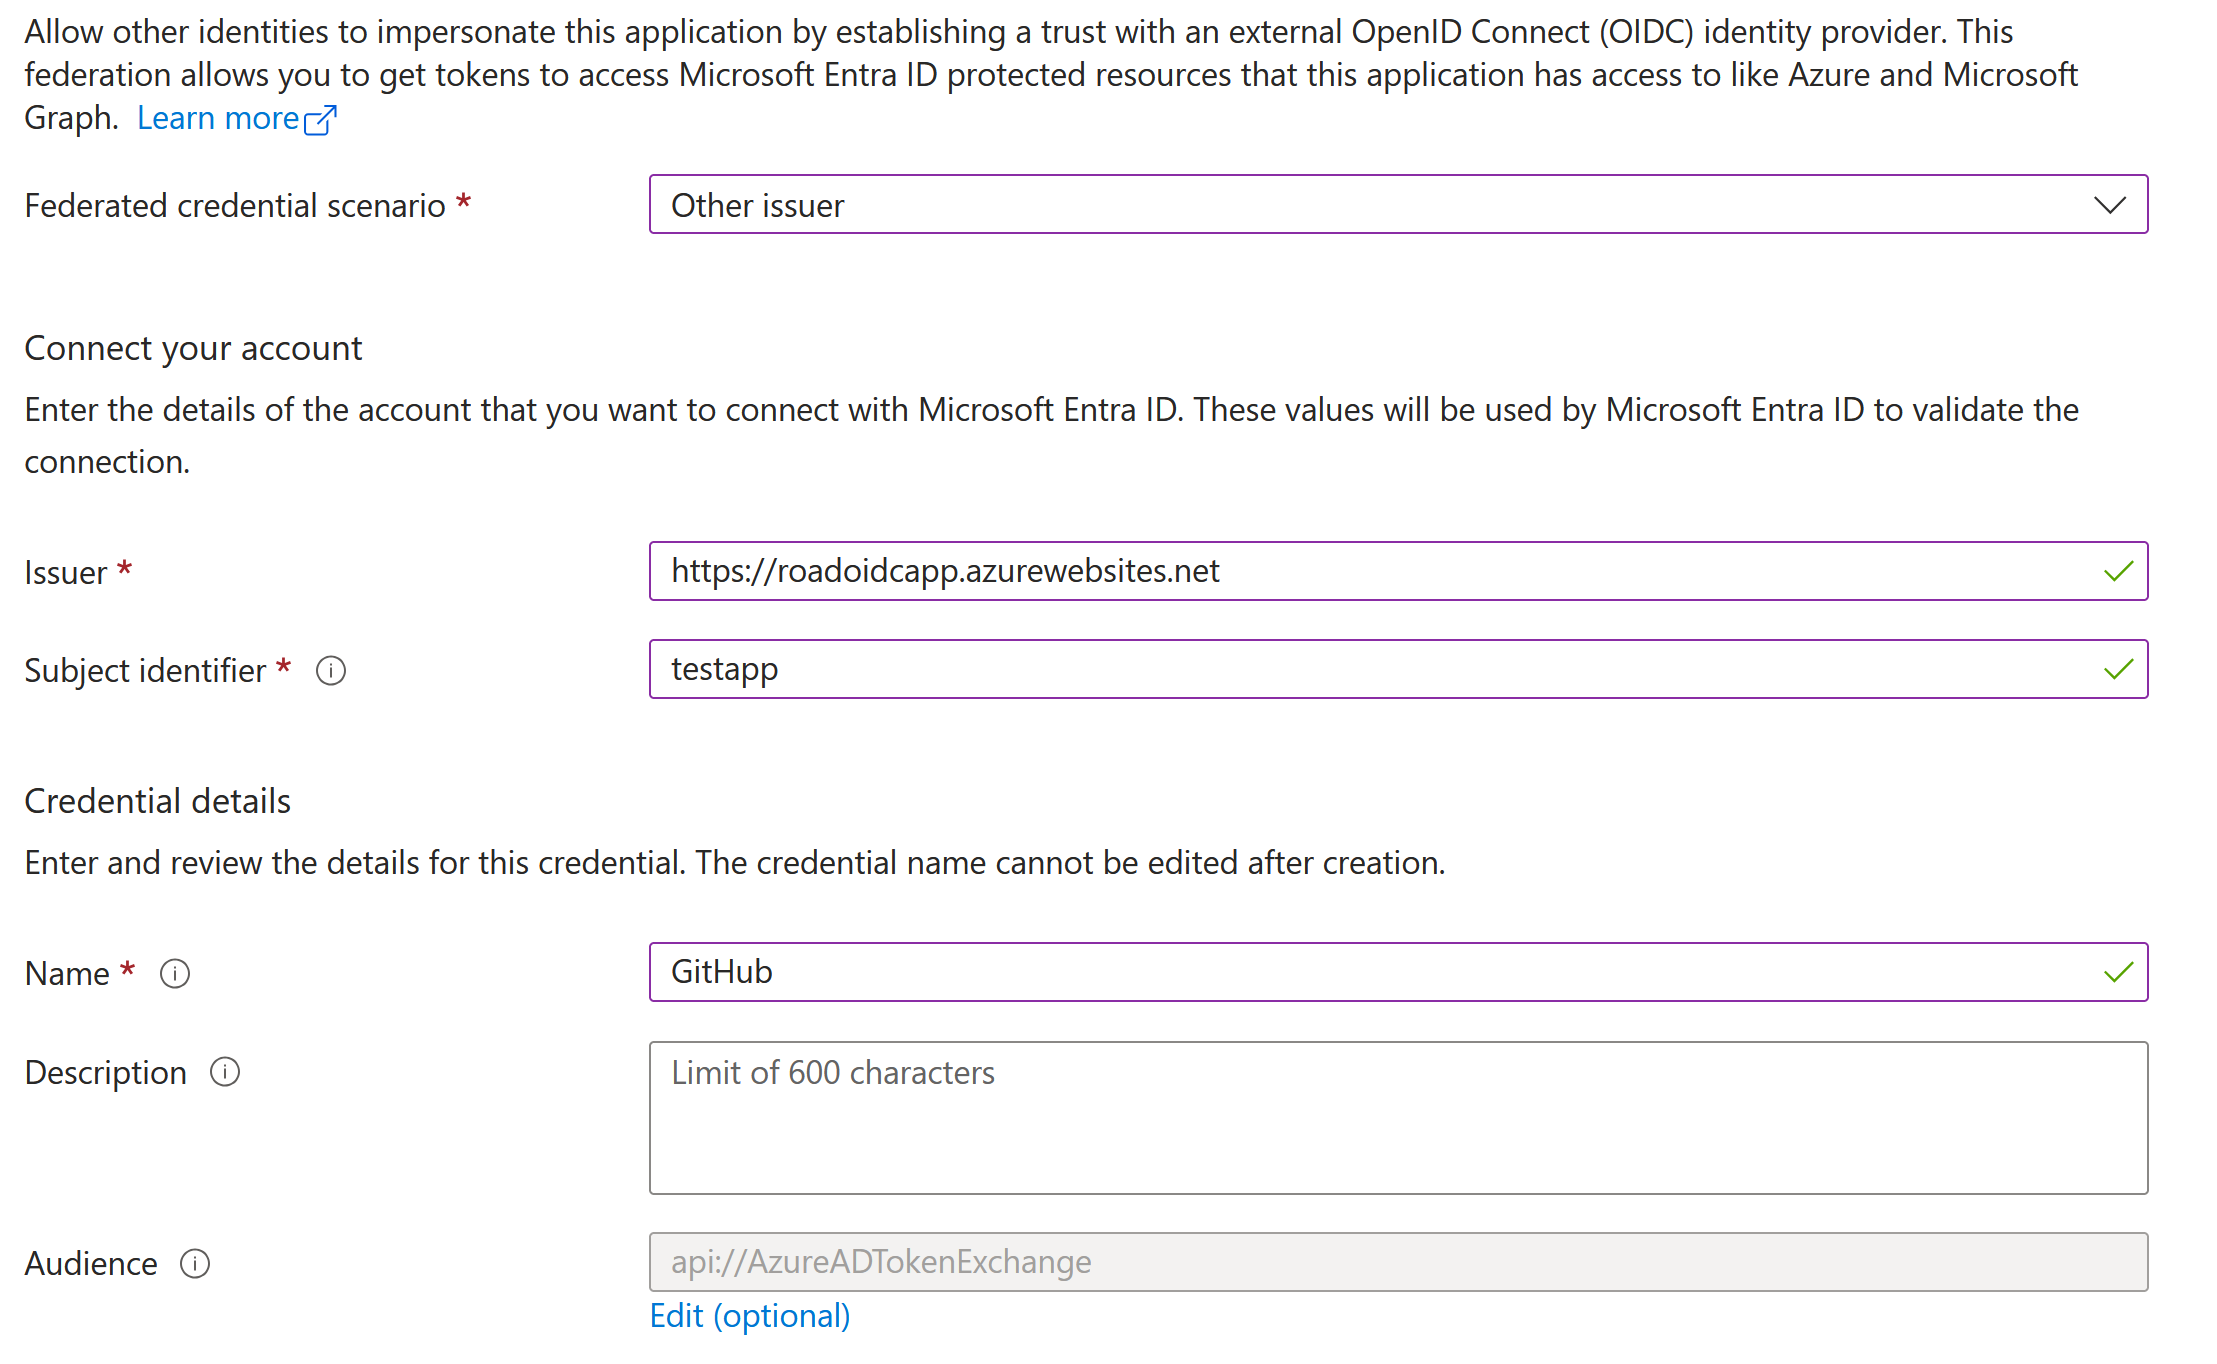 Allow other identities to impersonate this application by establishing a trust with an external OpenID Connect (OIDC) identity provider. This
federation allows you to get tokens to access Microsoft Entra ID protected resources that this application has access to like Azure and Microsoft
Graph. Learn more
Federated credential scenario * Other issuer
Connect your account
Enter the details of the account that you want to connect with Microsoft Entra ID. These values will be used by Microsoft Entra ID to validate the
connection.
Issuer * https://roadoidcapp.azurewebsites.net
Subject identifier * testapp
Credential details
Enter and review the details for this credential. The credential name cannot be edited after creation.
Name * GitHub
Description Limit of 600 characters
Audience api://AzureADTokenExchange
Edit (optional)